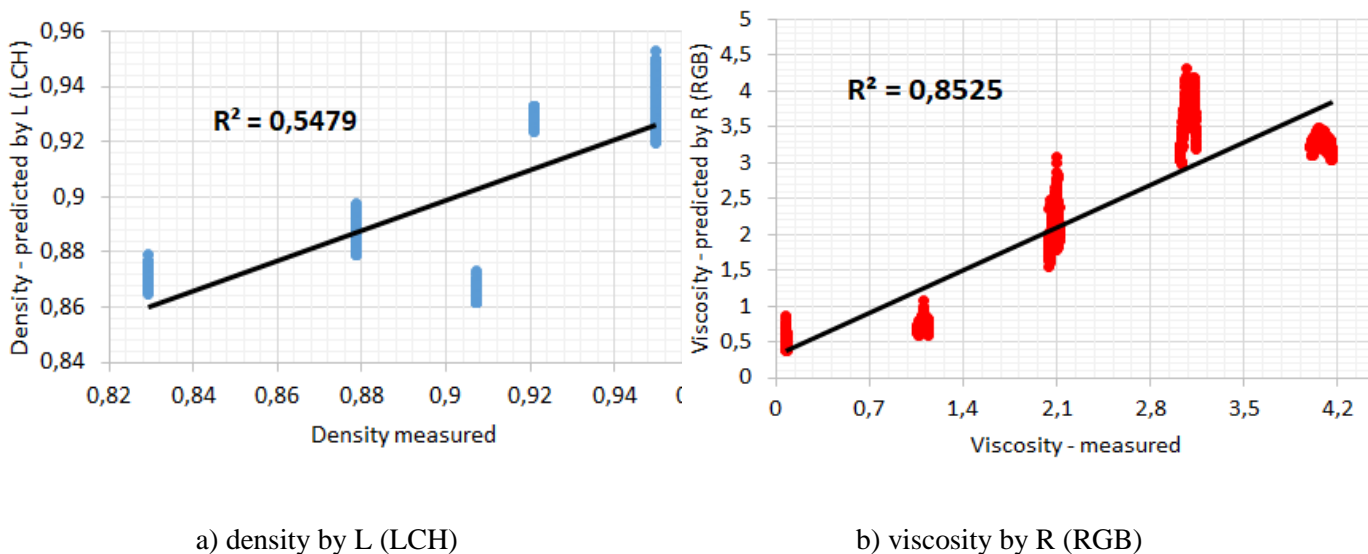 0,96
0,94
0,92
0,9
0,88
0,86
0,84
0,82 0,84 0,86 0,88 0,9 0,92 0,94 0
R² = 0,5479
Density - predicted by L (LCH)
Density measured
5
4,5
4
3,5
3
2,5
2
1,5
1
0,5
0
0 0,7 1,4 2,1 2,8 3,5 4,2
R² = 0,8525
Viscosity - predicted by R (RGB)
Viscosity - measured
a) density by L (LCH)
b) viscosity by R (RGB)